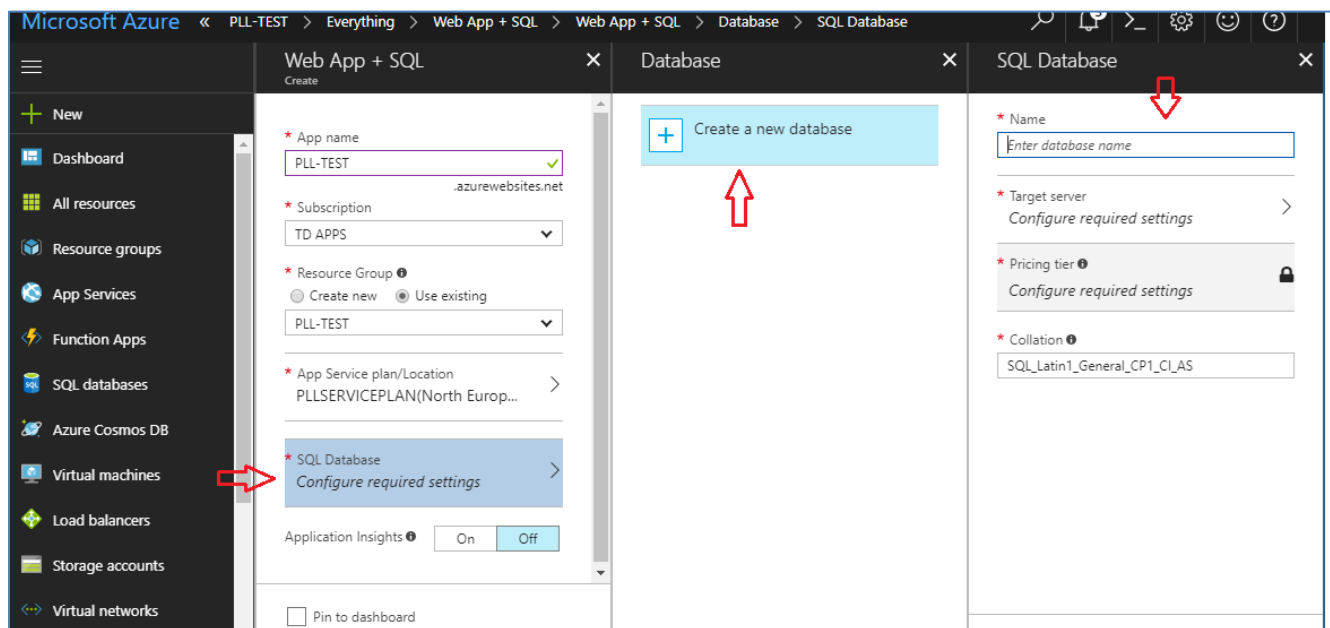 Microsoft Azure « PLL-TEST > Everything > Web App + SQL > Web App + SQL > Database > SQL Database
New
Dashboard
All resources
Resource groups
App Services
Function Apps
SQL databases
Azure Cosmos DB
Virtual machines
Load balancers
Storage accounts
Virtual networks
Web App + SQL
Create
* App name
PLL-TEST
.azurewebsites.net
* Subscription
TD APPS
* Resource Group
Create new Use existing
PLL-TEST
* App Service plan/Location
PLLSERVICEPLAN(North Europ...
* SQL Database
Configure required settings
Application Insights On Off
Pin to dashboard
Database
Create a new database
SQL Database
* Name
Enter database name
* Target server
Configure required settings
* Pricing tier
Configure required settings
* Collation
SQL_Latin1_General_CP1_CI_AS